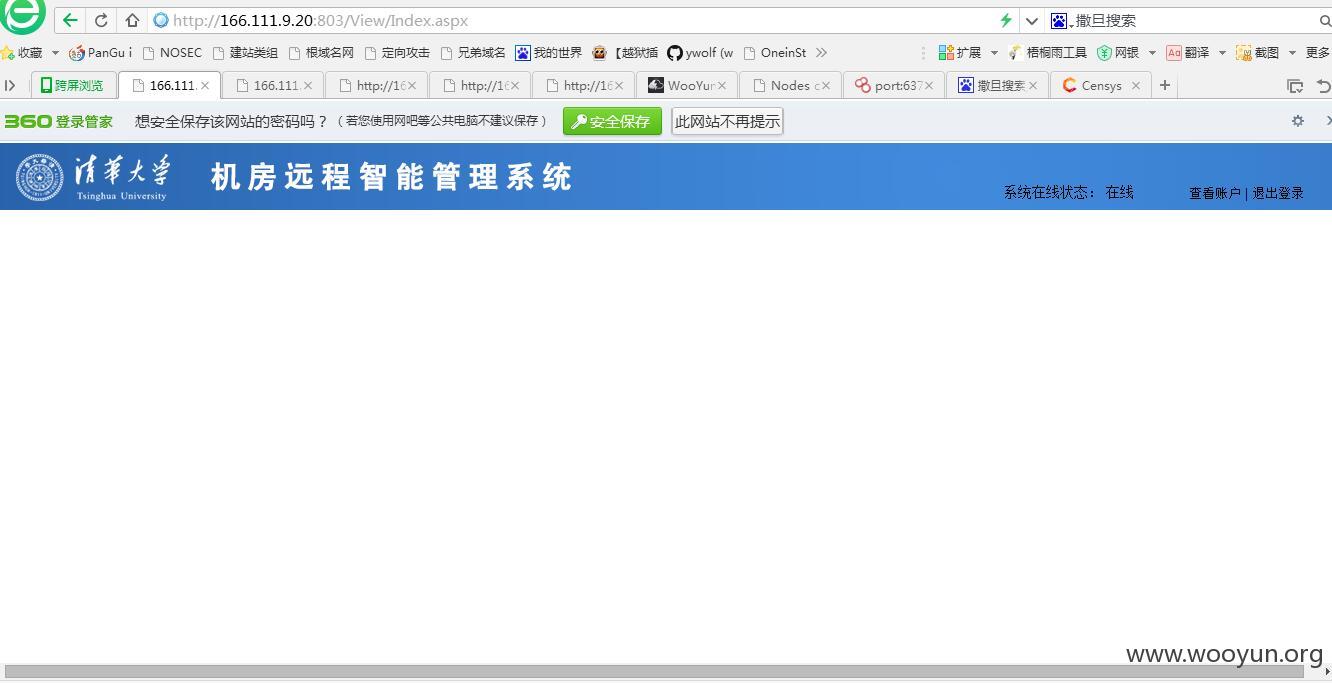 http://166.111.9.20:803/View/Index.aspx 撒旦搜索
收藏 PanGu i NOSEC 建站类组 根域名网 定向攻击 兄弟域名 我的世界 【越狱插 ywolf (w OneinSt 扩展 梧桐雨工具 网银 Aa 翻译 截图 更多
跨屏浏览 166.111. 166.111. http://16 http://16 http://16 WooYun Nodes c port:637 撒旦搜索 Censys
360 登录管家 想安全保存该网站的密码吗？（若您使用网吧等公共电脑不建议保存） 安全保存 此网站不再提示
清华大学 机房远程智能管理系统
Tsinghua University
系统在线状态： 在线 查看账户 | 退出登录
www.wooyun.org